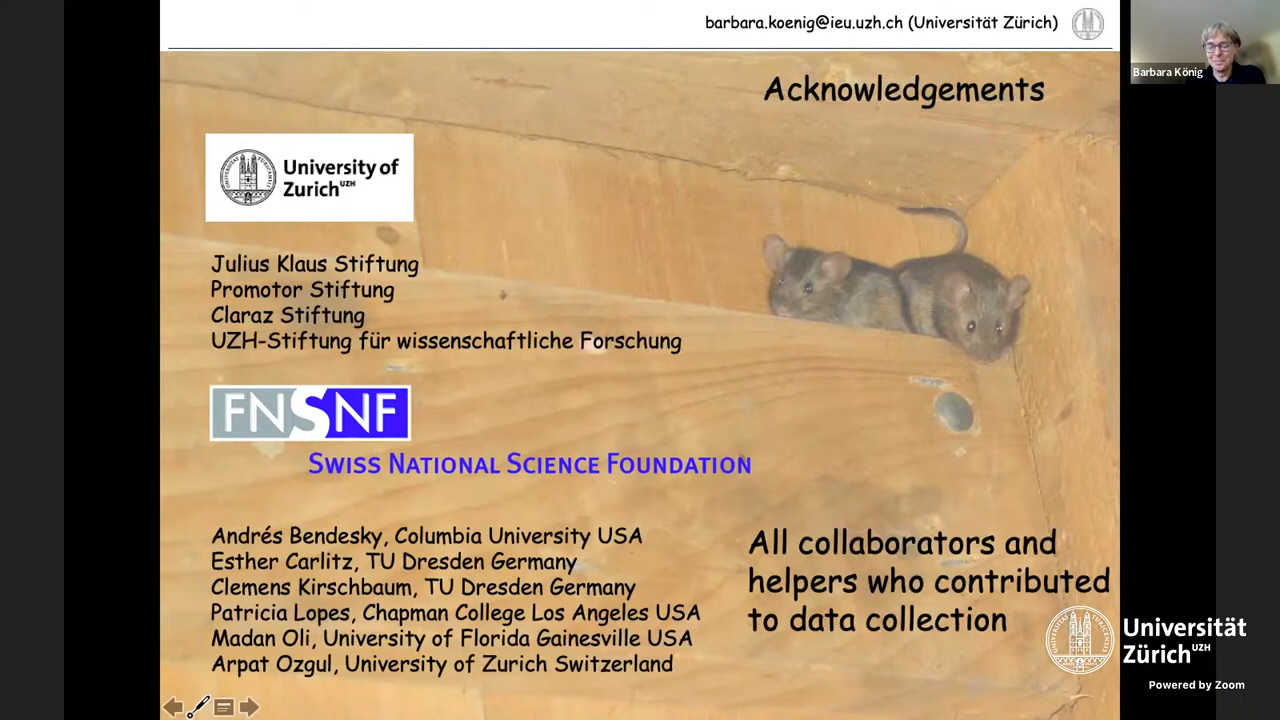 barbara.koenig@ieu.uzh.ch (Universität Zürich)
Barbara König
Acknowledgements
University of
Zurich UZH
Julius Klaus Stiftung
Promotor Stiftung
Claraz Stiftung
UZH-Stiftung für wissenschaftliche Forschung
FNSNF
Swiss National Science Foundation
Andrés Bendesky, Columbia University USA
Esther Carlitz, TU Dresden Germany
Clemens Kirschbaum, TU Dresden Germany
Patricia Lopes, Chapman College Los Angeles USA
Madan Oli, University of Florida Gainesville USA
Arpat Ozgul, University of Zurich Switzerland
All collaborators and
helpers who contributed
to data collection
Universität
Zürich UZH
Powered by Zoom